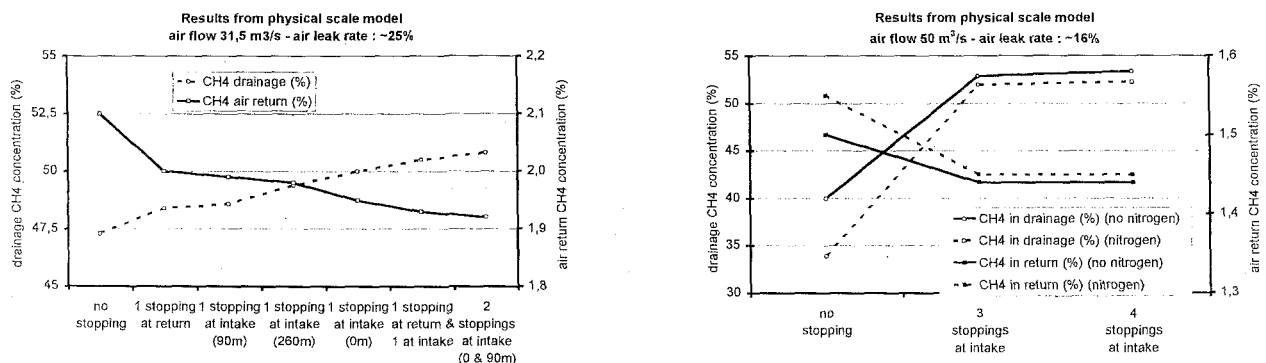 Results from physical scale model
air flow 31,5 m3/s - air leak rate : ~25%
55
52,5
50
47,5
45
drainage CH4 concentration (%)
CH4 drainage (%)
CH4 air return (%)
2,2
2,1
2,0
1,9
1,8
air return CH4 concentration (%)
no stopping
1 stopping at return
1 stopping at intake (90m)
1 stopping at intake (260m)
1 stopping at intake (0m)
1 stopping at return & 1 at intake
2 stoppings at intake (0 & 90m)
Results from physical scale model
air flow 50 m³/s - air leak rate : ~16%
55
50
45
40
35
30
drainage CH4 concentration (%)
CH4 in drainage (%) (no nitrogen)
CH4 in drainage (%) (nitrogen)
CH4 in return (%) (no nitrogen)
CH4 in return (%) (nitrogen)
1,6
1,5
1,4
1,3
air return CH4 concentration (%)
no stopping
3 stoppings at intake
4 stoppings at intake